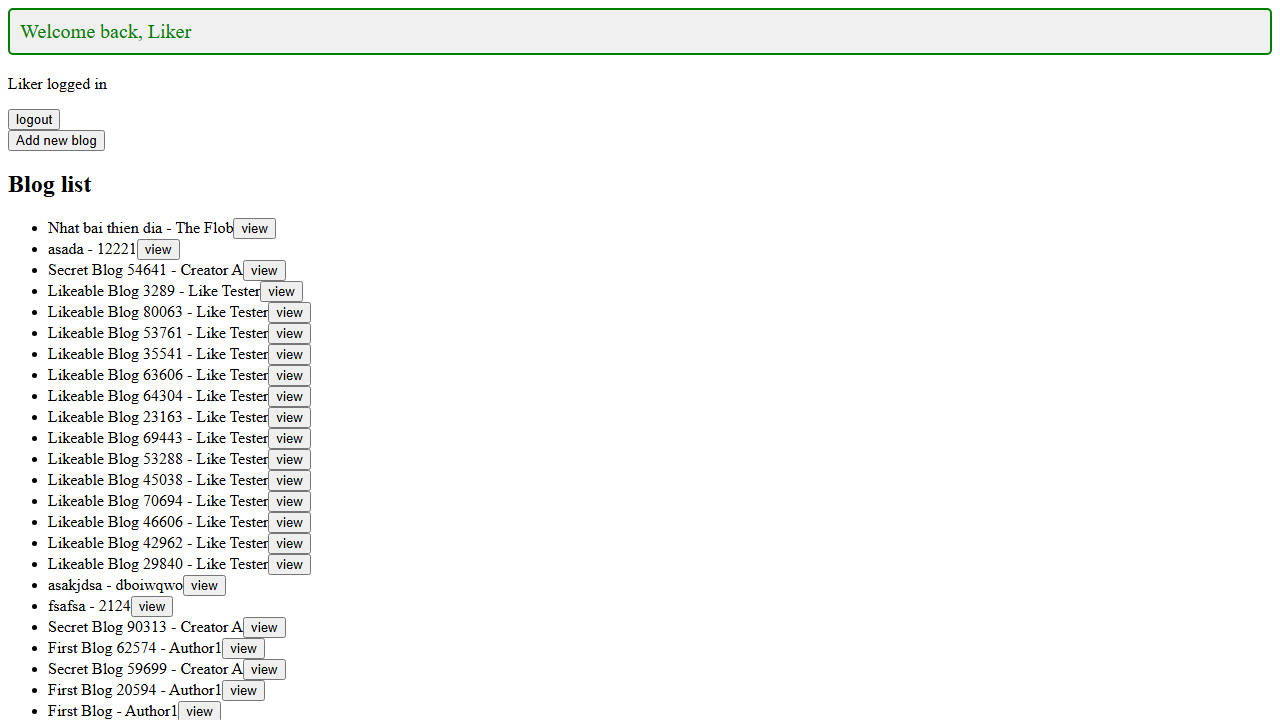 Welcome back, Liker
Liker logged in
logout
Add new blog
Blog list
Nhat bai thien dia - The Flob view
asada - 12221 view
Secret Blog 54641 - Creator A view
Likeable Blog 3289 - Like Tester view
Likeable Blog 80063 - Like Tester view
Likeable Blog 53761 - Like Tester view
Likeable Blog 35541 - Like Tester view
Likeable Blog 63606 - Like Tester view
Likeable Blog 64304 - Like Tester view
Likeable Blog 23163 - Like Tester view
Likeable Blog 69443 - Like Tester view
Likeable Blog 53288 - Like Tester view
Likeable Blog 45038 - Like Tester view
Likeable Blog 70694 - Like Tester view
Likeable Blog 46606 - Like Tester view
Likeable Blog 42962 - Like Tester view
Likeable Blog 29840 - Like Tester view
asakjdsa - dboiwqwo view
fsafsa - 2124 view
Secret Blog 90313 - Creator A view
First Blog 62574 - Author1 view
Secret Blog 59699 - Creator A view
First Blog 20594 - Author1 view
First Blog - Author1 view